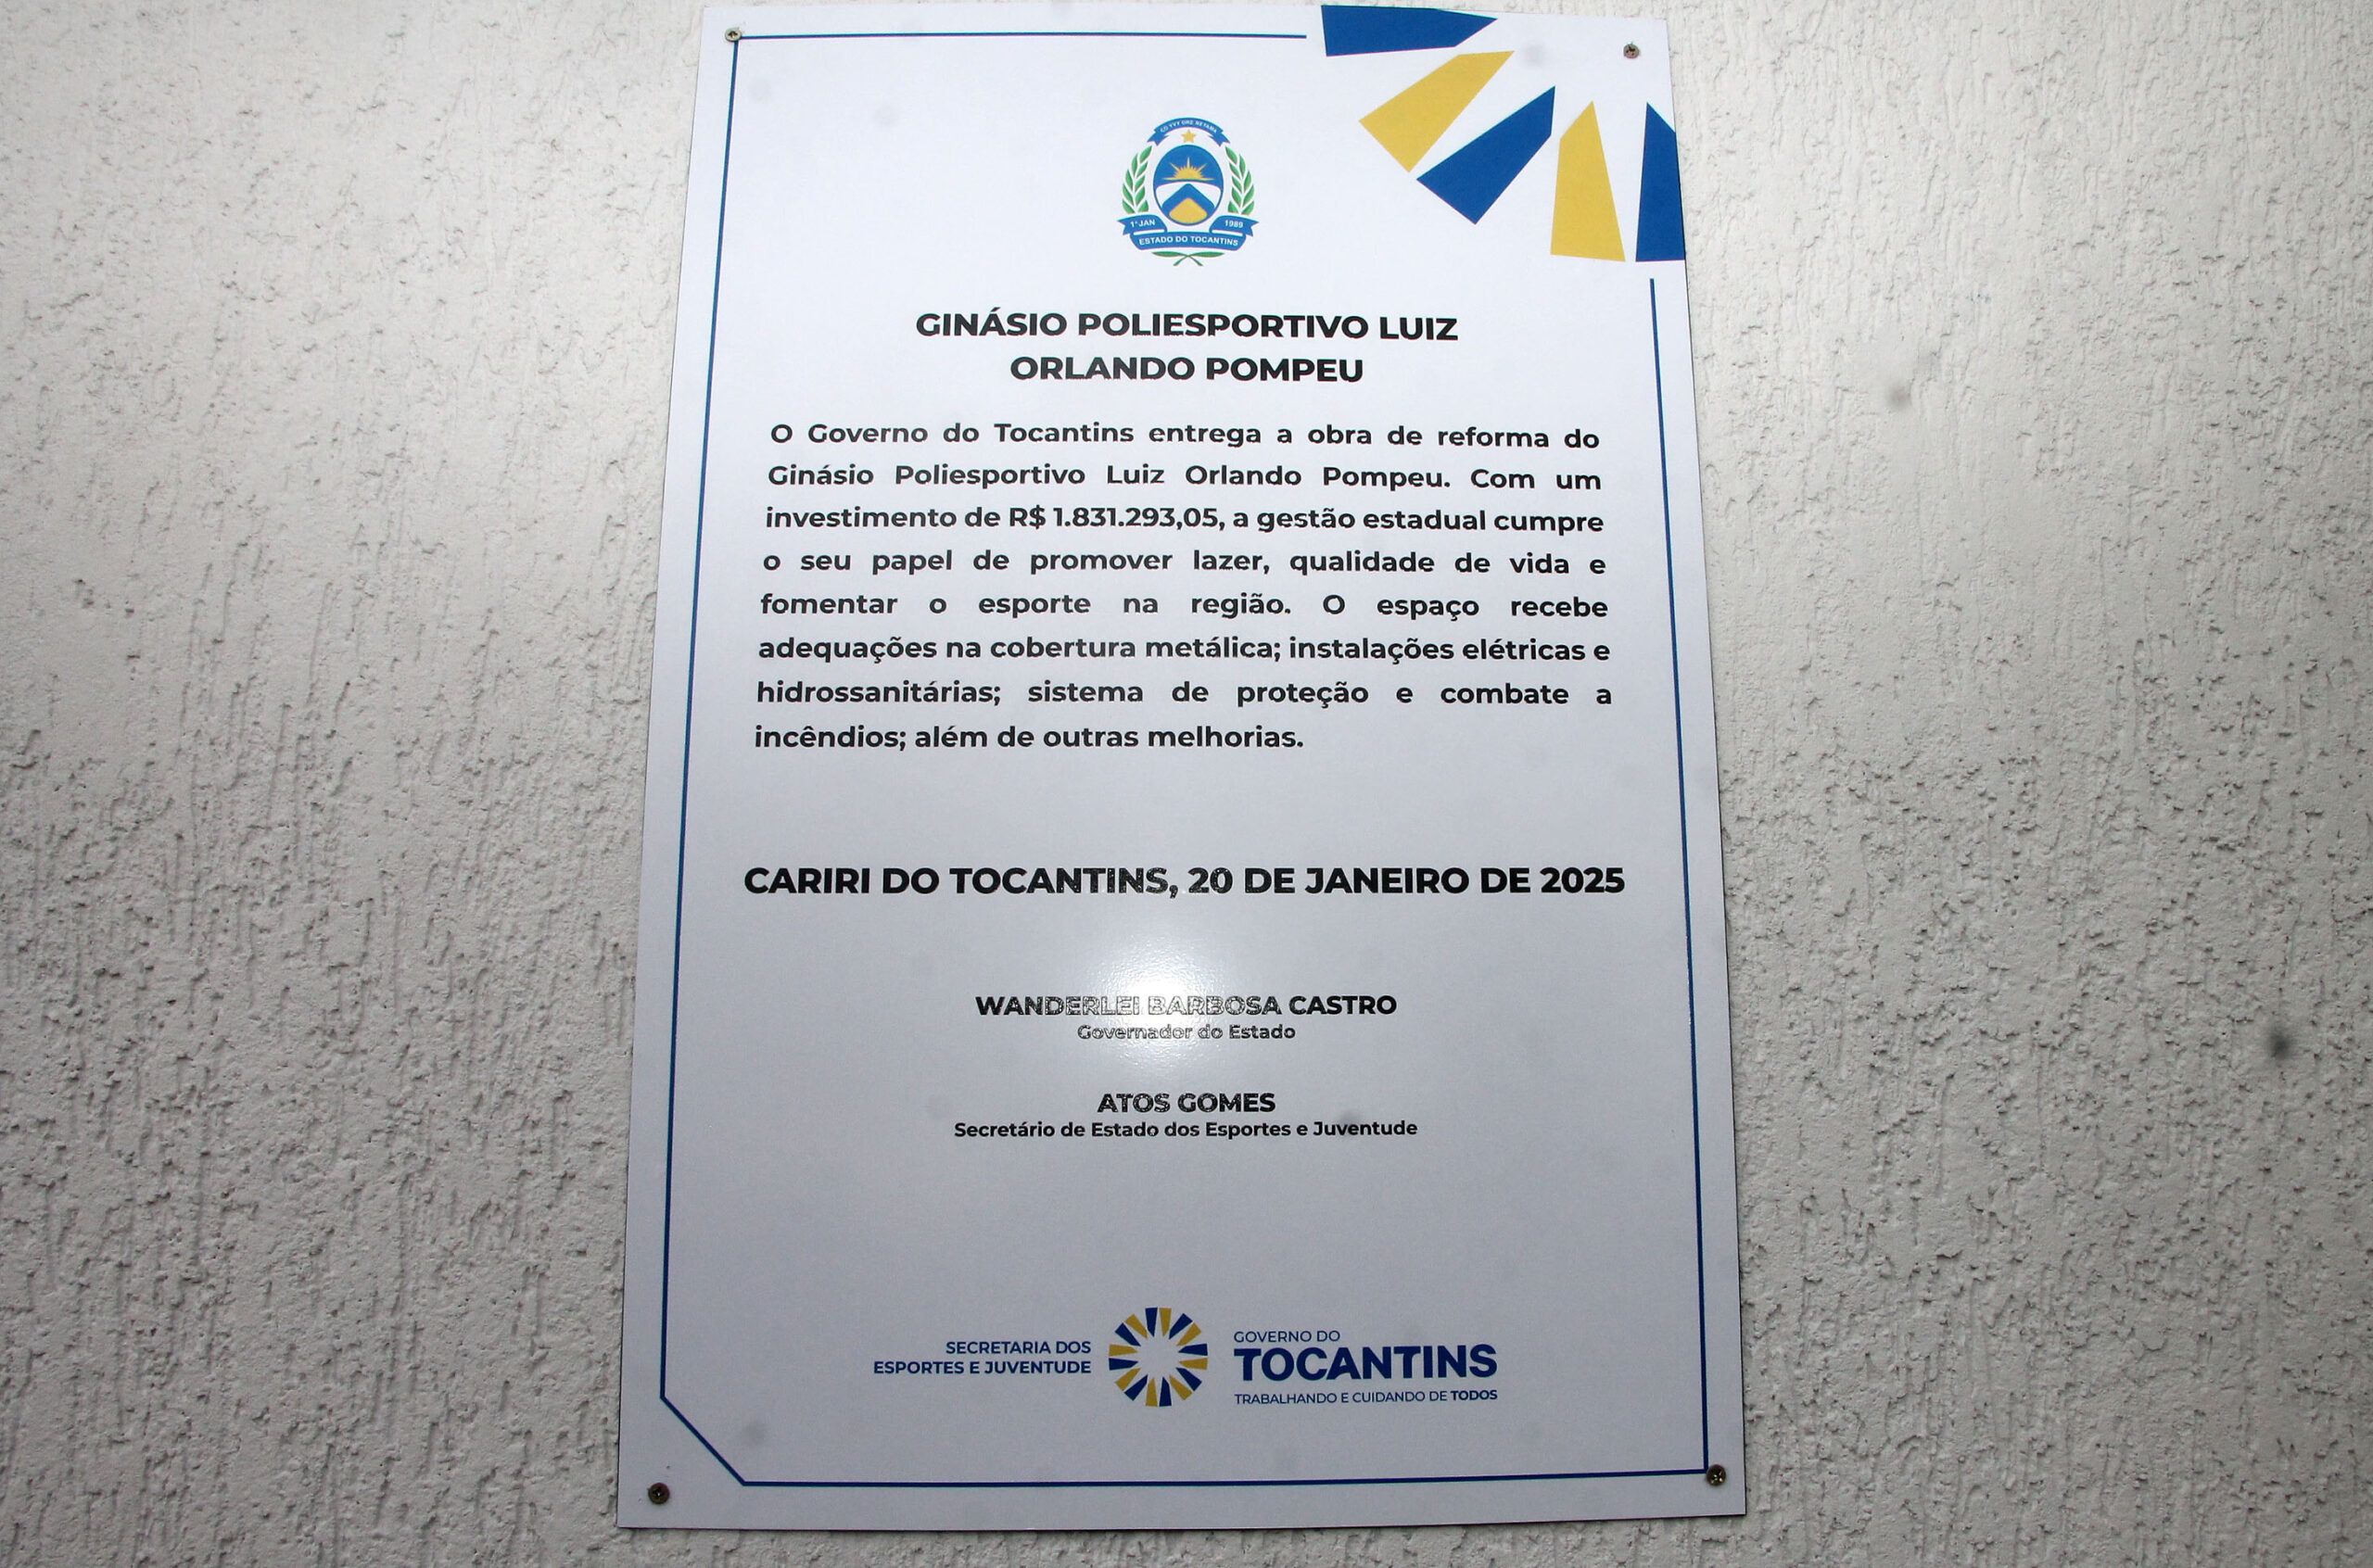 CO YVY ORE RETAMA
1º JAN 1989
ESTADO DO TOCANTINS
GINÁSIO POLIESPORTIVO LUIZ
ORLANDO POMPEU
O Governo do Tocantins entrega a obra de reforma do
Ginásio Poliesportivo Luiz Orlando Pompeu. Com um
investimento de R$ 1.831.293,05, a gestão estadual cumpre
o seu papel de promover lazer, qualidade de vida e
fomentar o esporte na região. O espaço recebe
adequações na cobertura metálica; instalações elétricas e
hidrossanitárias; sistema de proteção e combate a
incêndios; além de outras melhorias.
CARIRI DO TOCANTINS, 20 DE JANEIRO DE 2025
WANDERLEI BARBOSA CASTRO
Governador do Estado
ATOS GOMES
Secretário de Estado dos Esportes e Juventude
SECRETARIA DOS
ESPORTES E JUVENTUDE
GOVERNO DO
TOCANTINS
TRABALHANDO E CUIDANDO DE TODOS